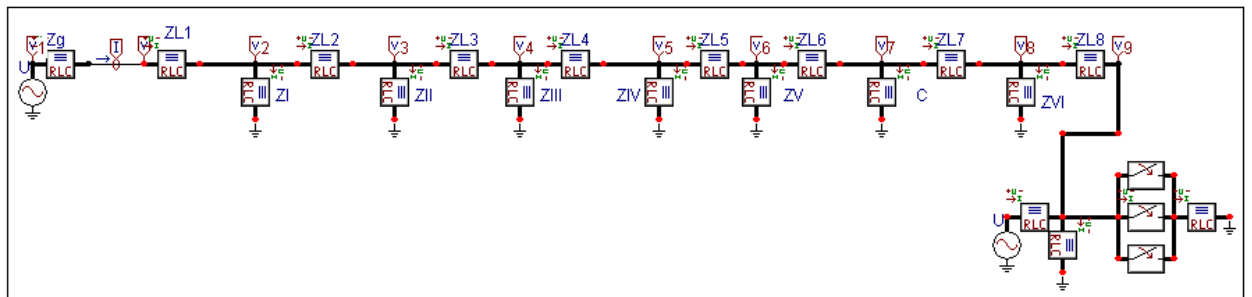 V1 Zg I V ZL1 V2 ZL2 V3 ZL3 V4 ZL4 V5 ZL5 V6 ZL6 V7 ZL7 V8 ZL8 V9
U RLC RLC RLC RLC RLC RLC RLC RLC RLC
RLC ZI RLC ZII RLC ZIII ZIV RLC ZV RLC RLC C RLC ZVI
U RLC RLC RLC